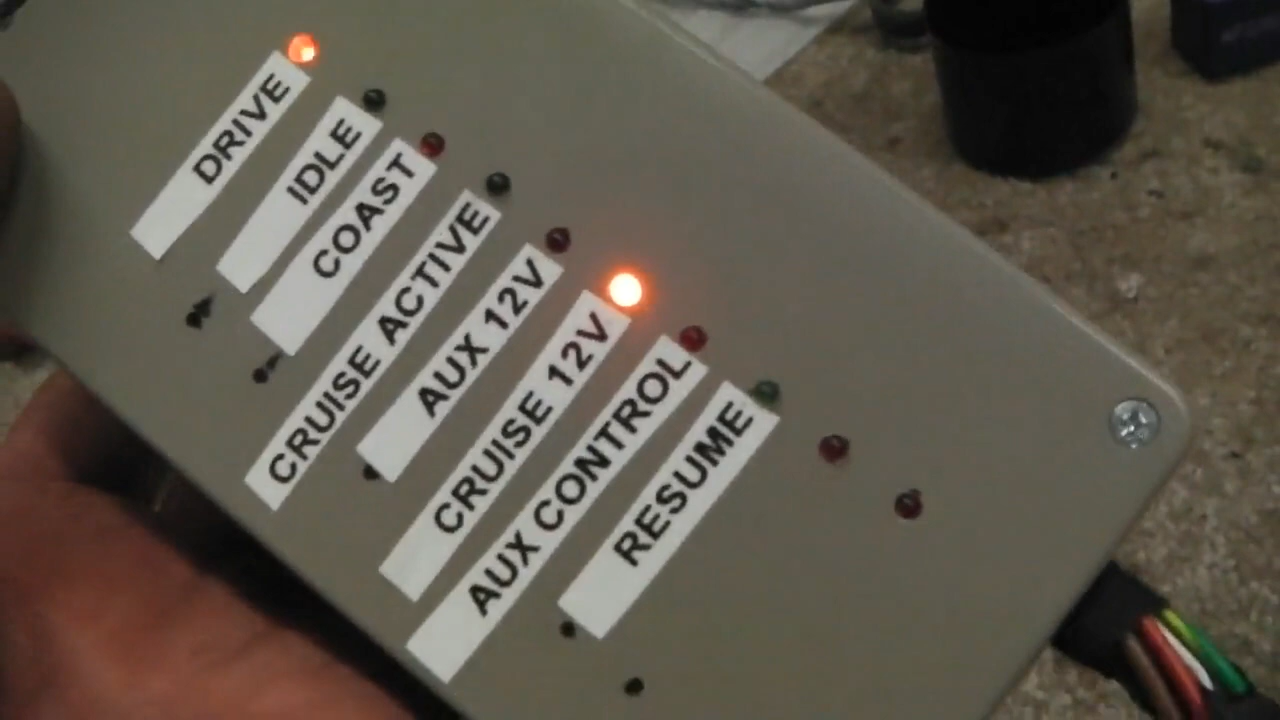 DRIVE
IDLE
COAST
CRUISE ACTIVE
AUX 12V
CRUISE 12V
AUX CONTROL
RESUME